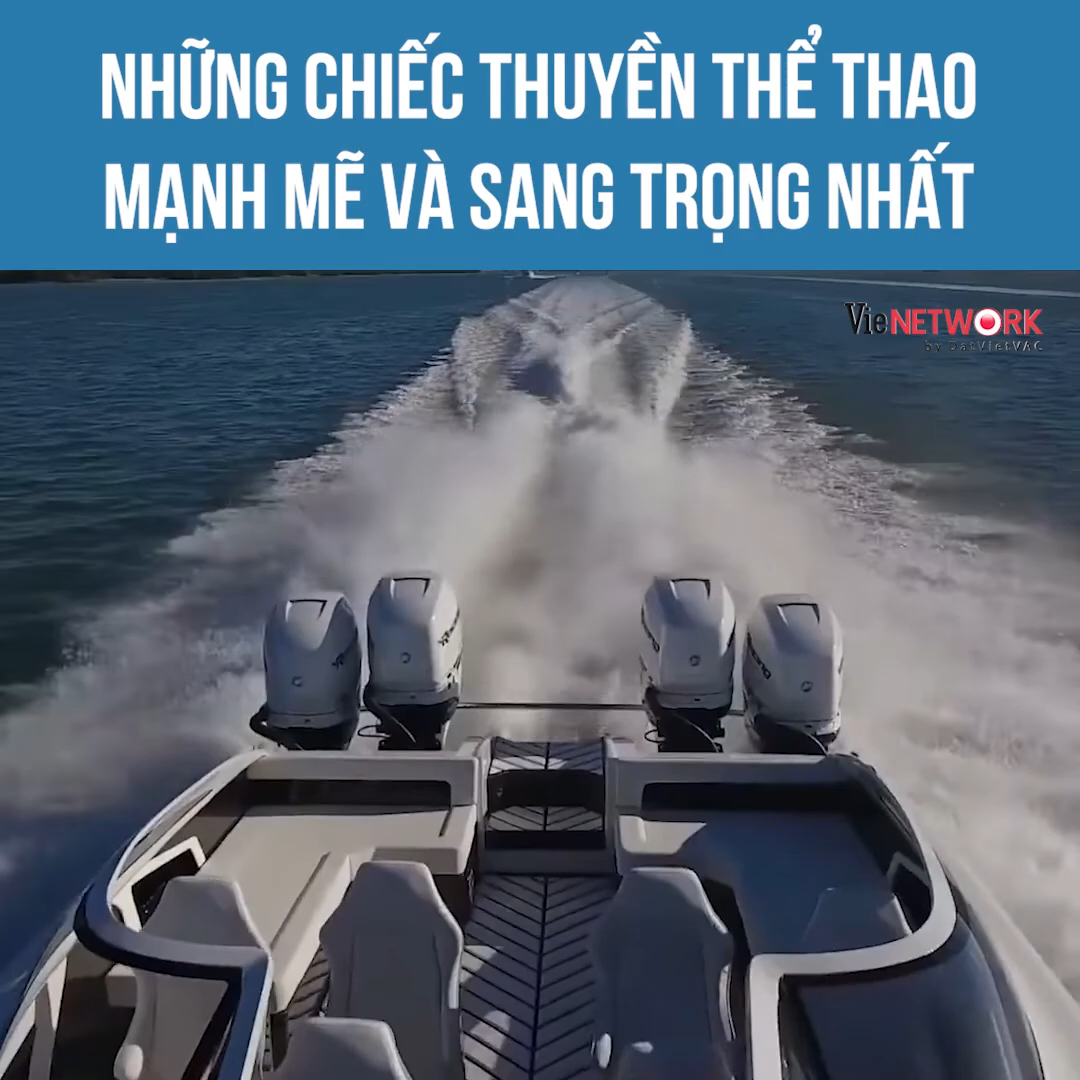 NHỮNG CHIẾC THUYỀN THỂ THAO
MẠNH MẼ VÀ SANG TRỌNG NHẤT
VieNETWORK
by DatVietVAC